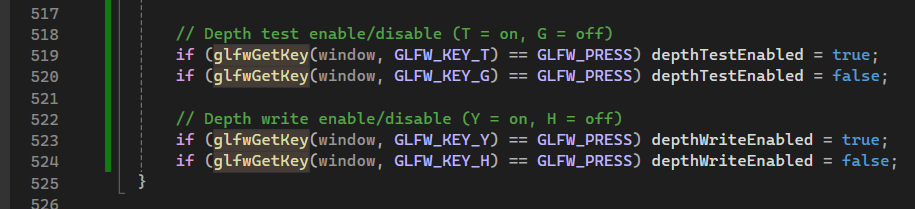 517
518 // Depth test enable/disable (T = on, G = off)
519 if (glfwGetKey(window, GLFW_KEY_T) == GLFW_PRESS) depthTestEnabled = true;
520 if (glfwGetKey(window, GLFW_KEY_G) == GLFW_PRESS) depthTestEnabled = false;
521
522 // Depth write enable/disable (Y = on, H = off)
523 if (glfwGetKey(window, GLFW_KEY_Y) == GLFW_PRESS) depthWriteEnabled = true;
524 if (glfwGetKey(window, GLFW_KEY_H) == GLFW_PRESS) depthWriteEnabled = false;
525 }
526